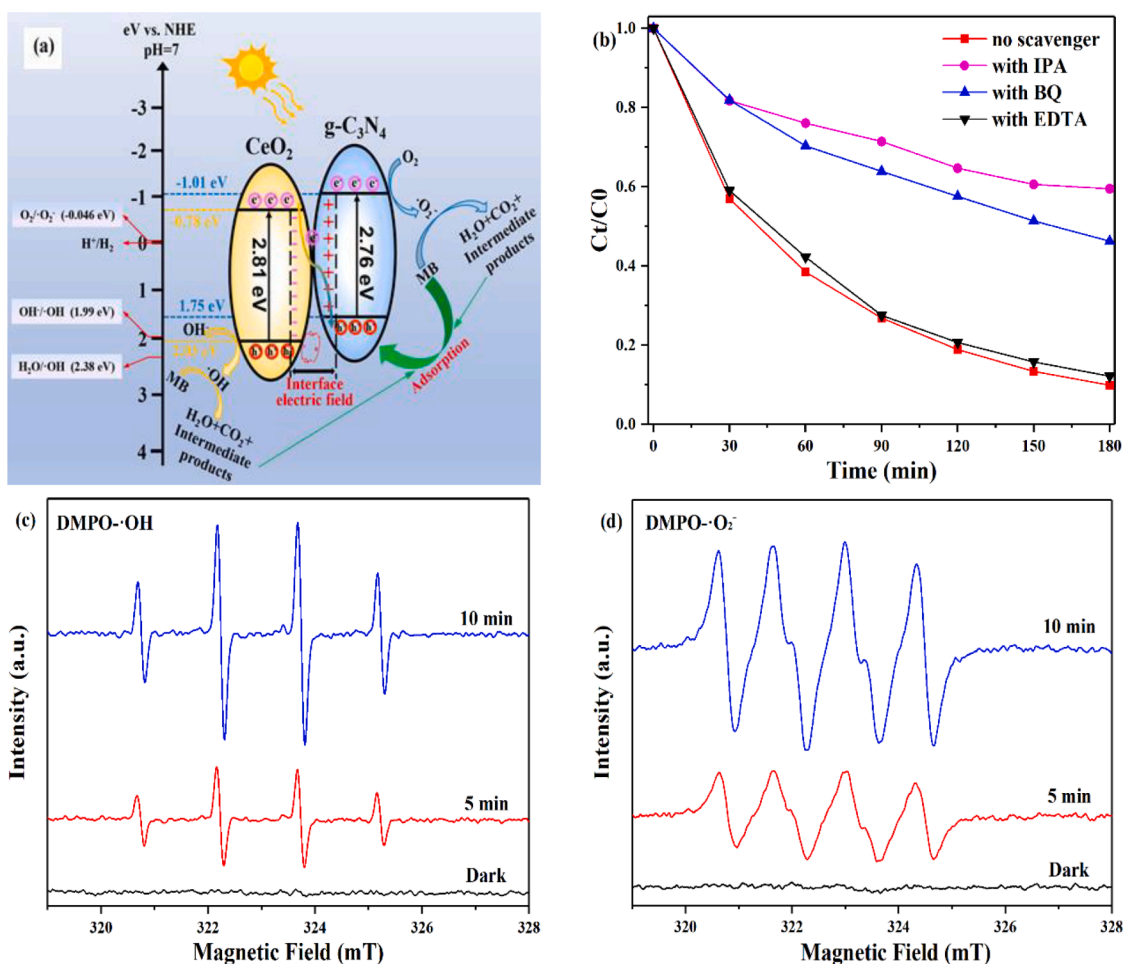 (a)
eV vs. NHE
pH=7
-3
-2
-1
0
1
2
3
4
CeO₂
g-C₃N₄
-1.01 eV
-0.78 eV
1.75 eV
O₂/·O₂⁻ (-0.046 eV)
H⁺/H₂
OH⁻/·OH (1.99 eV)
H₂O/·OH (2.38 eV)
e⁻ e⁻ e⁻
e⁻ e⁻ e⁻
e⁻
2.81 eV
2.76 eV
h h h
h h h
O₂
·O₂⁻
MB
H₂O+CO₂+
Intermediate
products
Adsorption
OH⁻
·OH
MB
H₂O+CO₂+
Intermediate
products
Interface
electric field
(b)
no scavenger
with IPA
with BQ
with EDTA
Ct/C0
1.0
0.8
0.6
0.4
0.2
0.0
0 30 60 90 120 150 180
Time (min)
(c)
DMPO-·OH
10 min
5 min
Dark
Intensity (a.u.)
320 322 324 326 328
Magnetic Field (mT)
(d)
DMPO-·O₂⁻
10 min
5 min
Dark
Intensity (a.u.)
320 322 324 326 328
Magnetic Field (mT)